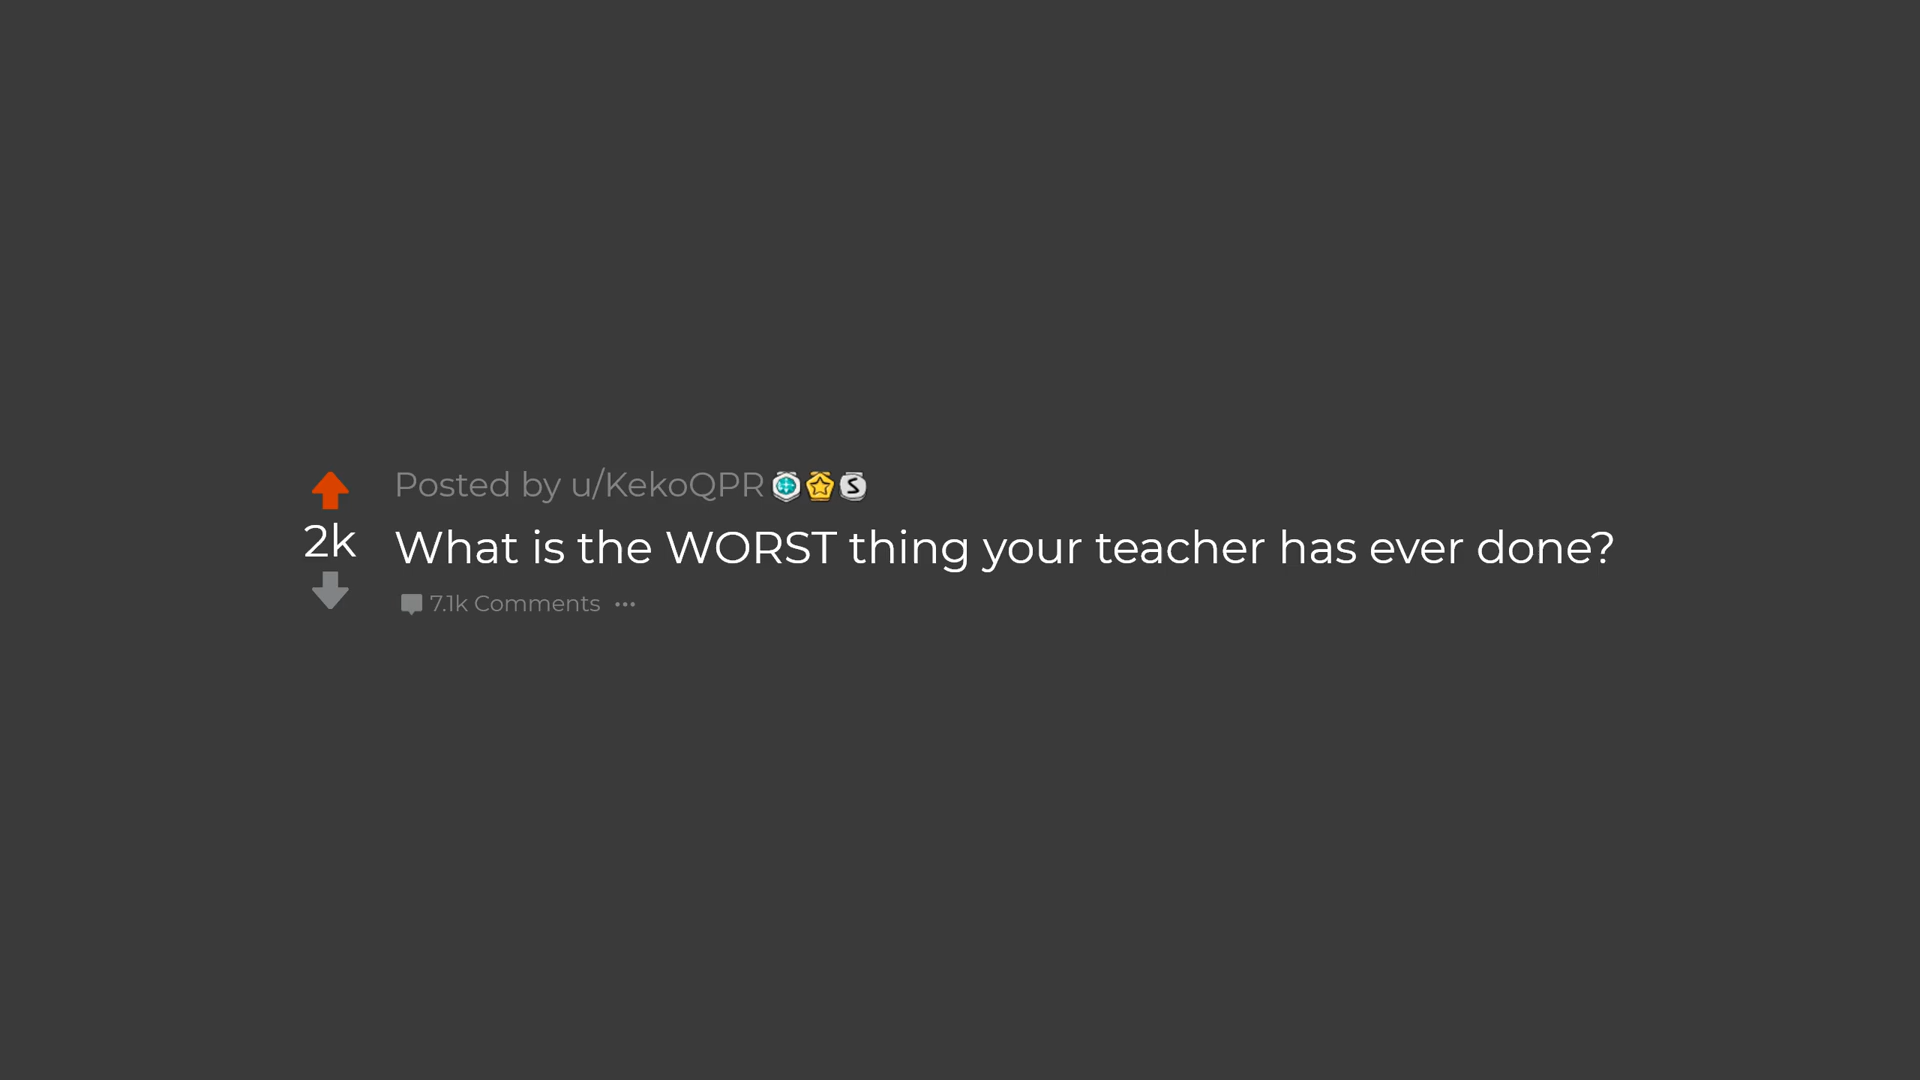 Posted by u/KekoQPR
2k
What is the WORST thing your teacher has ever done?
7.1k Comments